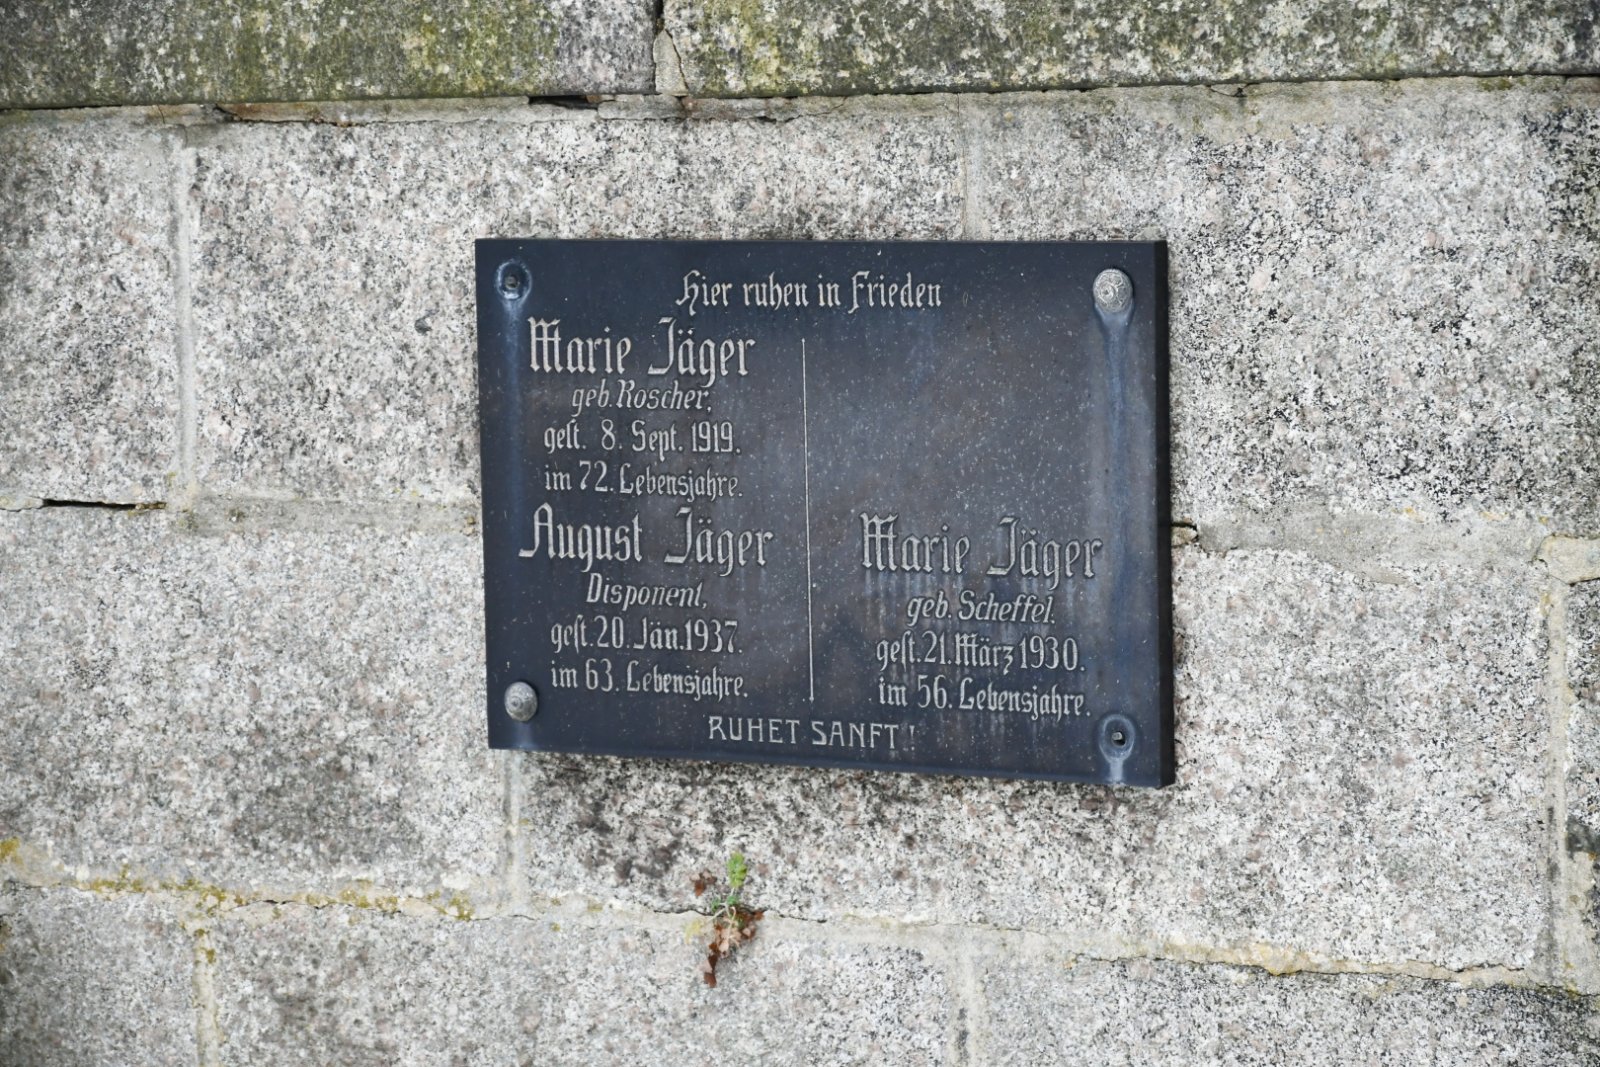 Hier ruhen in Frieden
Marie Jäger
geb. Roscher,
gest. 8. Sept. 1919.
im 72. Lebensjahre.
August Jäger
Disponent,
gest. 20. Jan. 1937.
im 63. Lebensjahre.
Marie Jäger
geb. Scheffel.
gest. 21. März 1930.
im 56. Lebensjahre.
RUHET SANFT!